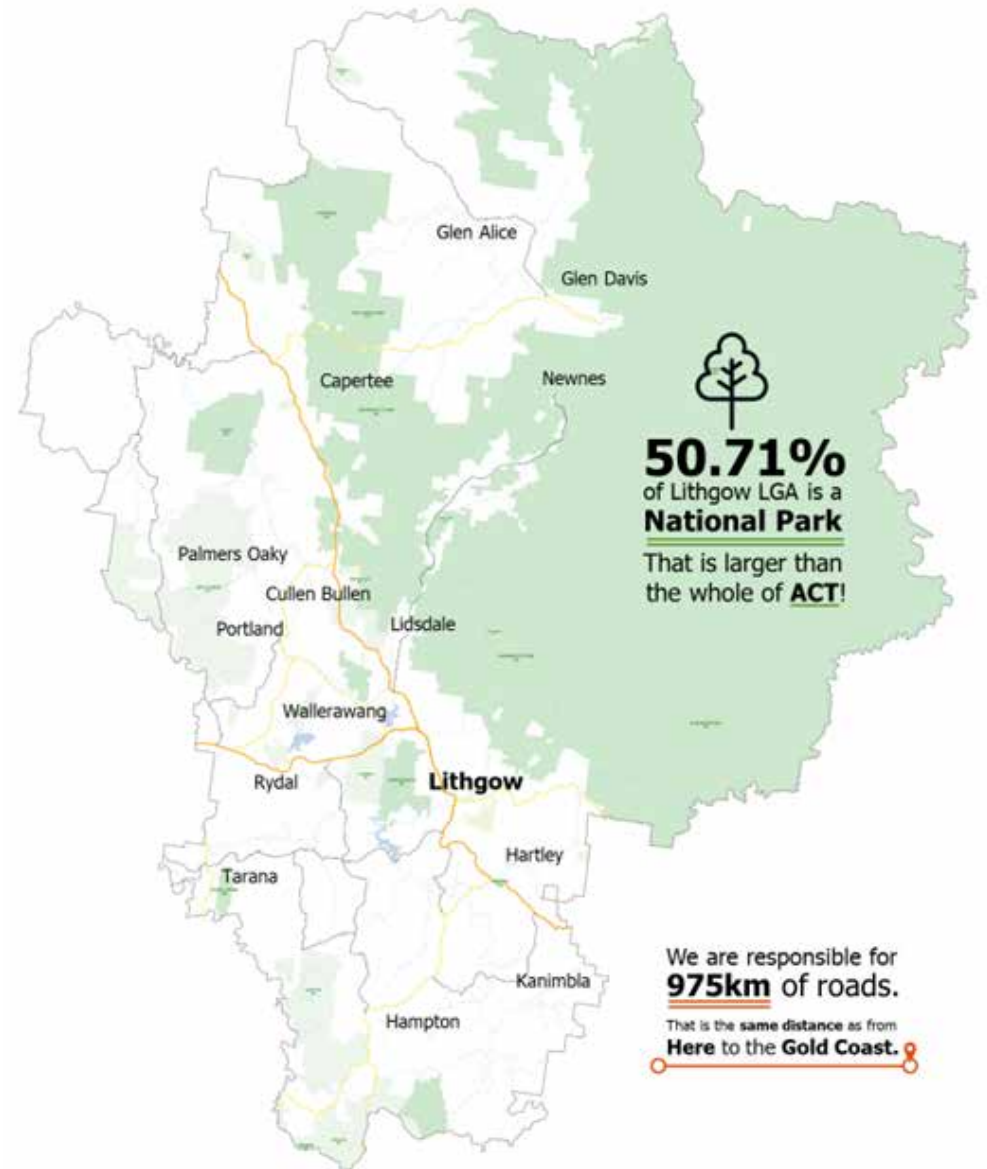 Glen Alice
Glen Davis
Capertee
Newnes
50.71%
of Lithgow LGA is a
National Park
That is larger than
the whole of ACT!
Palmers Oaky
Cullen Bullen
Portland
Lidsdale
Wallerawang
Lithgow
Rydal
Hartley
Tarana
Kanimbla
Hampton
We are responsible for
975km of roads.
That is the same distance as from
Here to the Gold Coast.